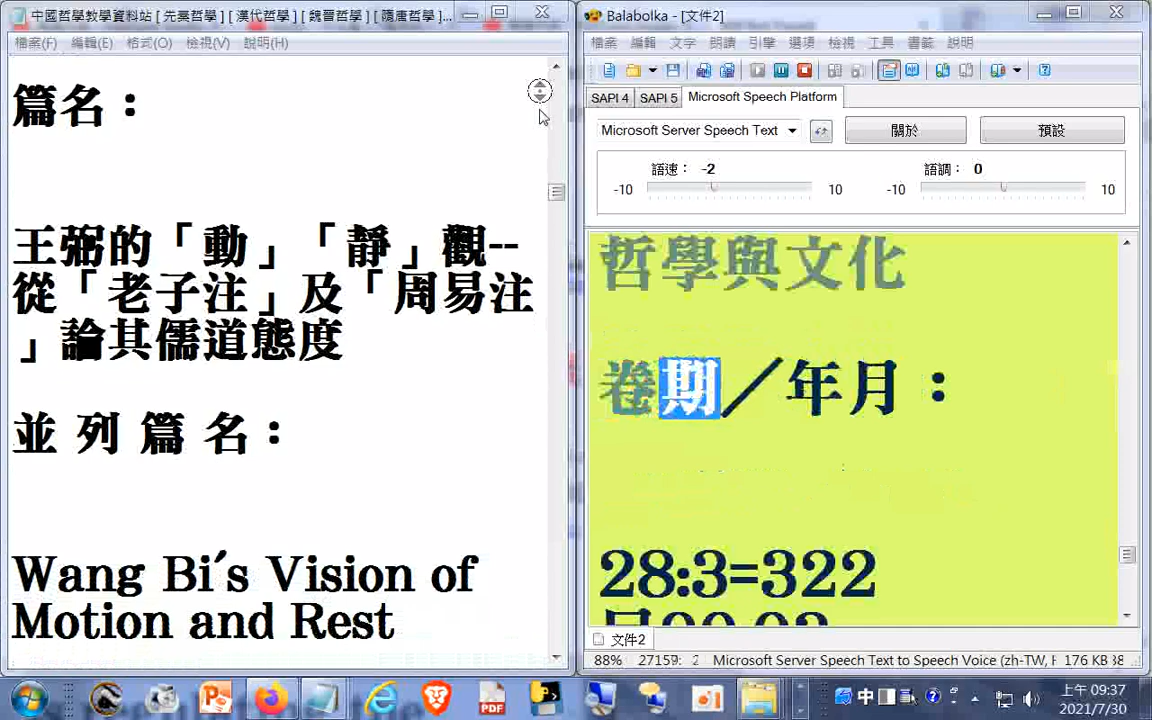 中國哲學教學資料站 [ 先秦哲學 ] [ 漢代哲學 ] [ 魏晉哲學 ] [ 隋唐哲學 ]...
檔案(F) 編輯(E) 格式(O) 檢視(V) 說明(H)
篇名：
王弼的「動」「靜」觀--
從「老子注」及「周易注
」論其儒道態度
並 列 篇 名：
Wang Bi's Vision of
Motion and Rest
Balabolka - [文件2]
檔案 編輯 文字 朗讀 引擎 選項 檢視 工具 書籤 說明
SAPI 4 SAPI 5 Microsoft Speech Platform
Microsoft Server Speech Text 關於 預設
語速： -2 語調： 0
-10 10 -10 10
哲學與文化
卷期／年月：
28:3=322
文件2
88% 27159: 2 Microsoft Server Speech Text to Speech Voice (zh-TW, 176 KB
中
上午 09:37
2021/7/30